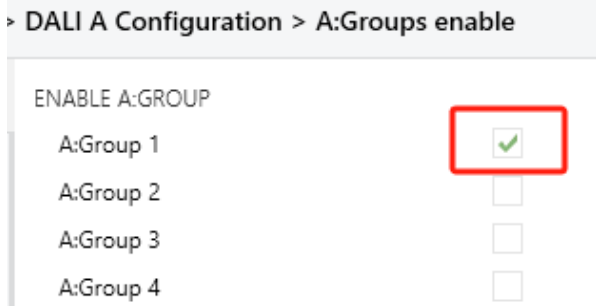 > DALI A Configuration > A:Groups enable
ENABLE A:GROUP
A:Group 1
A:Group 2
A:Group 3
A:Group 4